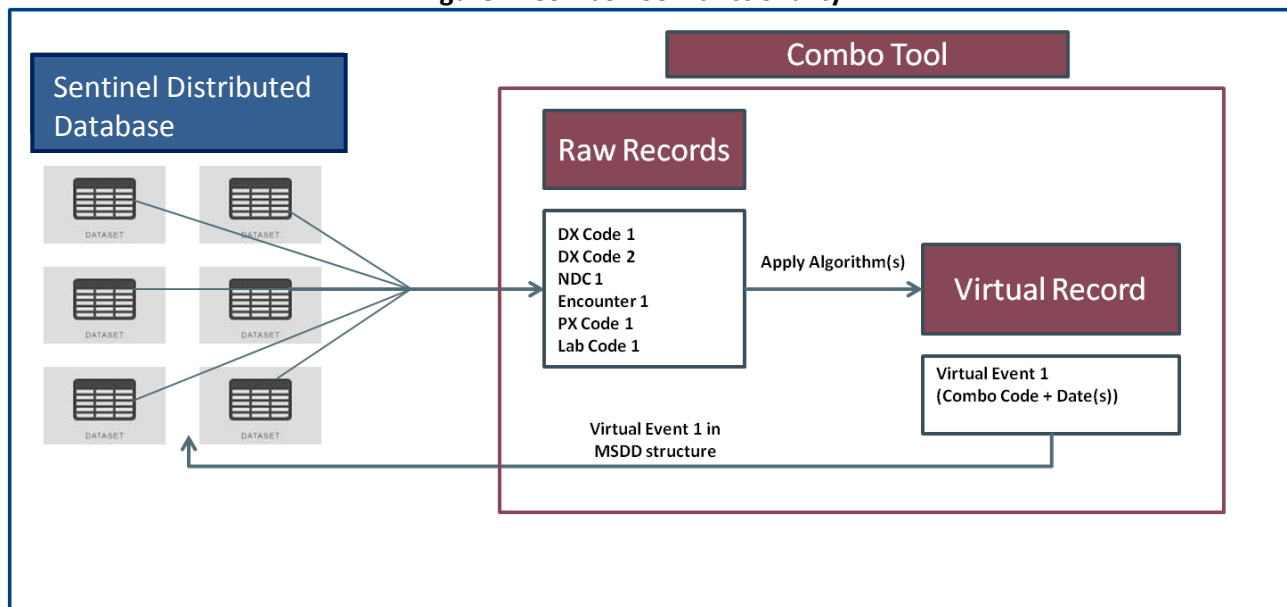 Combo Tool
Sentinel Distributed
Database
Raw Records
DATASET
DATASET
DX Code 1
DX Code 2
NDC 1
Encounter 1
PX Code 1
Lab Code 1
Apply Algorithm(s)
Virtual Record
DATASET
DATASET
Virtual Event 1
(Combo Code + Date(s))
Virtual Event 1 in
MSDD structure
DATASET
DATASET